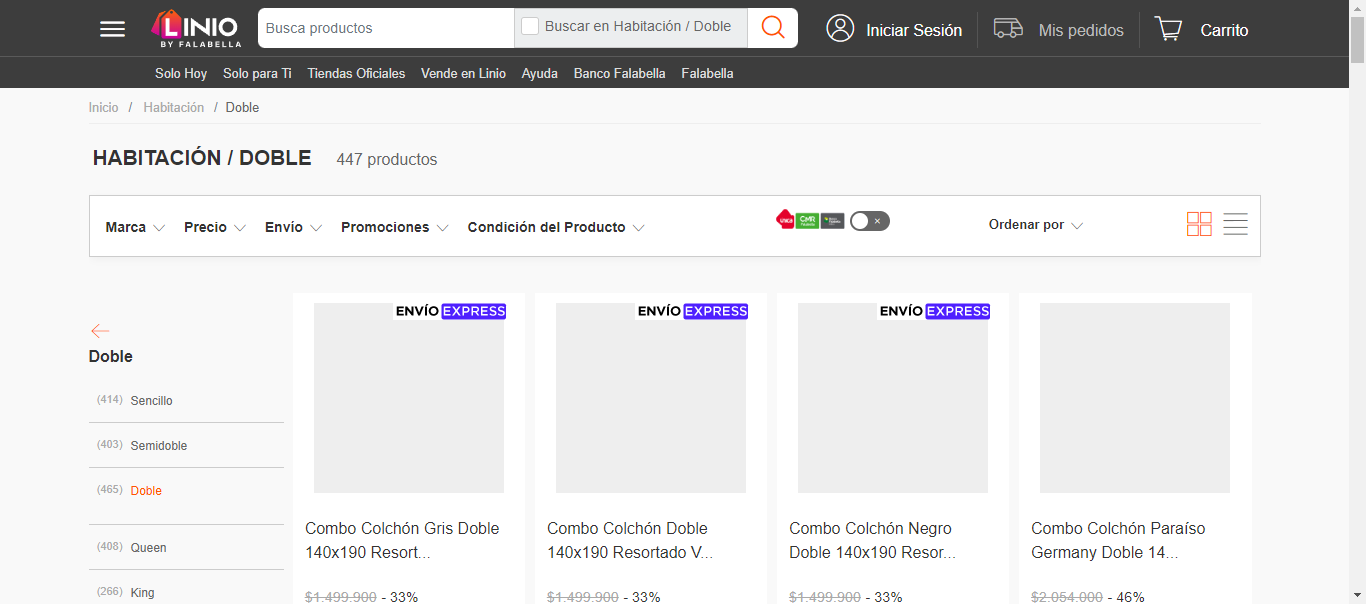 LINIO
BY FALABELLA
Busca productos
Buscar en Habitación / Doble
Iniciar Sesión
Mis pedidos
Carrito
Solo Hoy Solo para Ti Tiendas Oficiales Vende en Linio Ayuda Banco Falabella Falabella
Inicio / Habitación / Doble
HABITACIÓN / DOBLE 447 productos
Marca Precio Envío Promociones Condición del Producto
CMR
Ordenar por
Doble
(414) Sencillo
(403) Semidoble
(465) Doble
(408) Queen
(266) King
ENVÍO EXPRESS
Combo Colchón Gris Doble
140x190 Resort...
$1.499.900 - 33%
ENVÍO EXPRESS
Combo Colchón Doble
140x190 Resortado V...
$1.499.900 - 33%
ENVÍO EXPRESS
Combo Colchón Negro
Doble 140x190 Resor...
$1.499.900 - 33%
Combo Colchón Paraíso
Germany Doble 14...
$2.054.000 - 46%